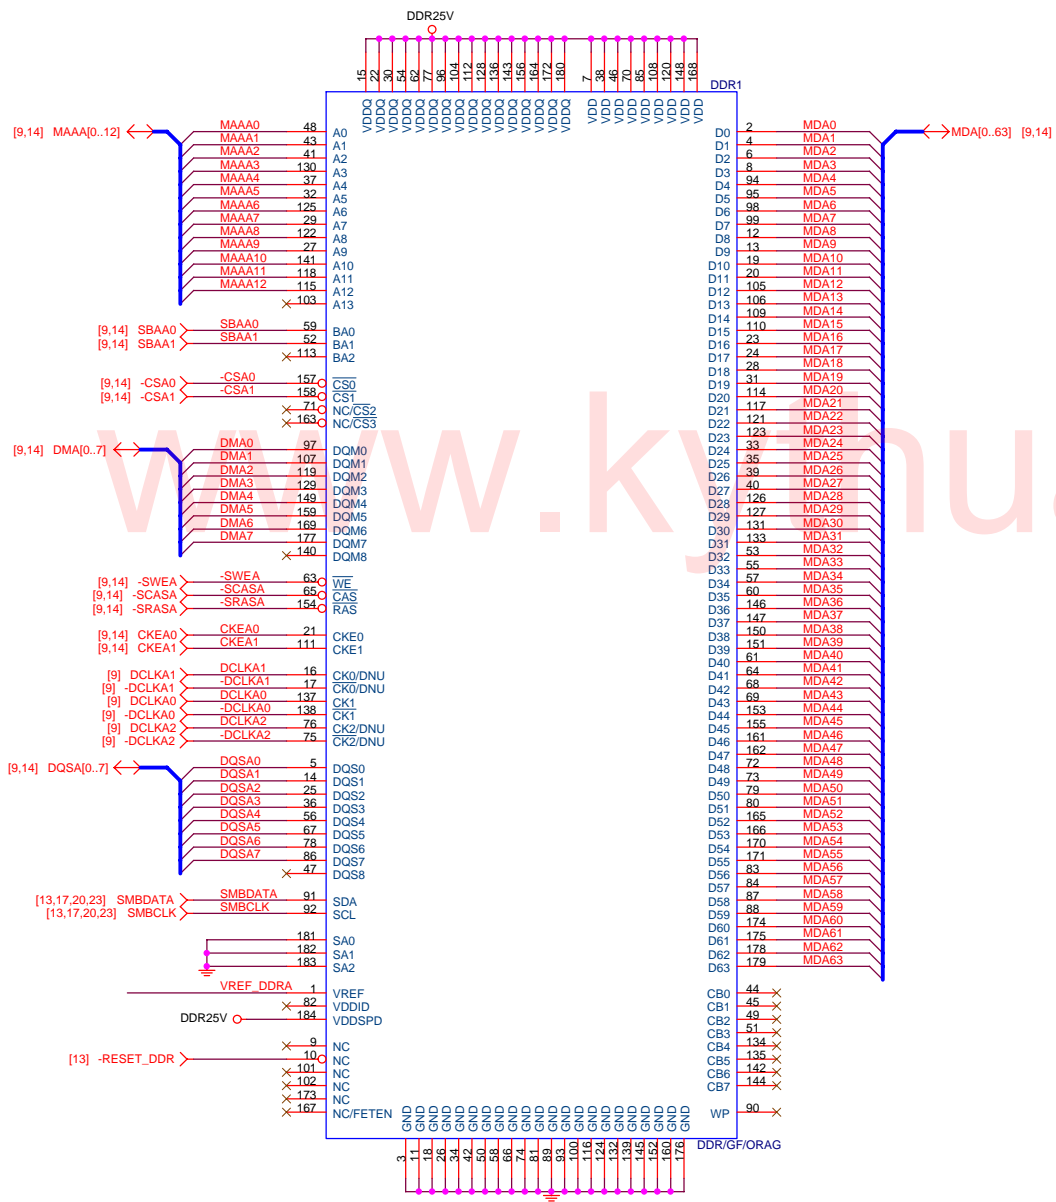 DDR25V
15 22 30 54 62 77 96 104 112 128 136 143 156 164 172 180 7 38 46 70 85 108 120 148 168
DDR1
VDDQ VDDQ VDDQ VDDQ VDDQ VDDQ VDDQ VDDQ VDDQ VDDQ VDDQ VDDQ VDDQ VDDQ VDDQ VDDQ VDD VDD VDD VDD VDD VDD VDD VDD VDD
[9,14] MAAA[0..12]
MAAA0 48 A0
MAAA1 43 A1
MAAA2 41 A2
MAAA3 130 A3
MAAA4 37 A4
MAAA5 32 A5
MAAA6 125 A6
MAAA7 29 A7
MAAA8 122 A8
MAAA9 27 A9
MAAA10 141 A10
MAAA11 118 A11
MAAA12 115 A12
103 A13
[9,14] SBAA0 SBAA0 59 BA0
[9,14] SBAA1 SBAA1 52 BA1
113 BA2
[9,14] -CSA0 -CSA0 157 CS0
[9,14] -CSA1 -CSA1 158 CS1
71 NC/CS2
163 NC/CS3
[9,14] DMA[0..7]
DMA0 97 DQM0
DMA1 107 DQM1
DMA2 119 DQM2
DMA3 129 DQM3
DMA4 149 DQM4
DMA5 159 DQM5
DMA6 169 DQM6
DMA7 177 DQM7
140 DQM8
[9,14] -SWEA -SWEA 63 WE
[9,14] -SCASA -SCASA 65 CAS
[9,14] -SRASA -SRASA 154 RAS
[9,14] CKEA0 CKEA0 21 CKE0
[9,14] CKEA1 CKEA1 111 CKE1
[9] DCLKA1 DCLKA1 16 CK0/DNU
[9] -DCLKA1 -DCLKA1 17 CK0/DNU
[9] DCLKA0 DCLKA0 137 CK1
[9] -DCLKA0 -DCLKA0 138 CK1
[9] DCLKA2 DCLKA2 76 CK2/DNU
[9] -DCLKA2 -DCLKA2 75 CK2/DNU
[9,14] DQSA[0..7]
DQSA0 5 DQS0
DQSA1 14 DQS1
DQSA2 25 DQS2
DQSA3 36 DQS3
DQSA4 56 DQS4
DQSA5 67 DQS5
DQSA6 78 DQS6
DQSA7 86 DQS7
47 DQS8
[13,17,20,23] SMBDATA SMBDATA 91 SDA
[13,17,20,23] SMBCLK SMBCLK 92 SCL
181 SA0
182 SA1
183 SA2
VREF_DDRA 1 VREF
82 VDDID
DDR25V 184 VDDSPD
9 NC
[13] -RESET_DDR 10 NC
101 NC
102 NC
173 NC
167 NC/FETEN
MDA[0..63] [9,14]
D0 2 MDA0
D1 4 MDA1
D2 6 MDA2
D3 8 MDA3
D4 94 MDA4
D5 95 MDA5
D6 98 MDA6
D7 99 MDA7
D8 12 MDA8
D9 13 MDA9
D10 19 MDA10
D11 20 MDA11
D12 105 MDA12
D13 106 MDA13
D14 109 MDA14
D15 110 MDA15
D16 23 MDA16
D17 24 MDA17
D18 28 MDA18
D19 31 MDA19
D20 114 MDA20
D21 117 MDA21
D22 121 MDA22
D23 123 MDA23
D24 33 MDA24
D25 35 MDA25
D26 39 MDA26
D27 40 MDA27
D28 126 MDA28
D29 127 MDA29
D30 131 MDA30
D31 133 MDA31
D32 53 MDA32
D33 55 MDA33
D34 57 MDA34
D35 60 MDA35
D36 146 MDA36
D37 147 MDA37
D38 150 MDA38
D39 151 MDA39
D40 61 MDA40
D41 64 MDA41
D42 68 MDA42
D43 69 MDA43
D44 153 MDA44
D45 155 MDA45
D46 161 MDA46
D47 162 MDA47
D48 72 MDA48
D49 73 MDA49
D50 79 MDA50
D51 80 MDA51
D52 165 MDA52
D53 166 MDA53
D54 170 MDA54
D55 171 MDA55
D56 83 MDA56
D57 84 MDA57
D58 87 MDA58
D59 88 MDA59
D60 174 MDA60
D61 175 MDA61
D62 178 MDA62
D63 179 MDA63
CB0 44
CB1 45
CB2 49
CB3 51
CB4 134
CB5 135
CB6 142
CB7 144
WP 90
GND GND GND GND GND GND GND GND GND GND GND GND GND GND GND GND GND GND GND GND GND GND
DDR/GF/ORAG
3 11 18 26 34 42 50 58 66 74 81 89 93 100 116 124 132 139 145 152 160 176
www.kythu